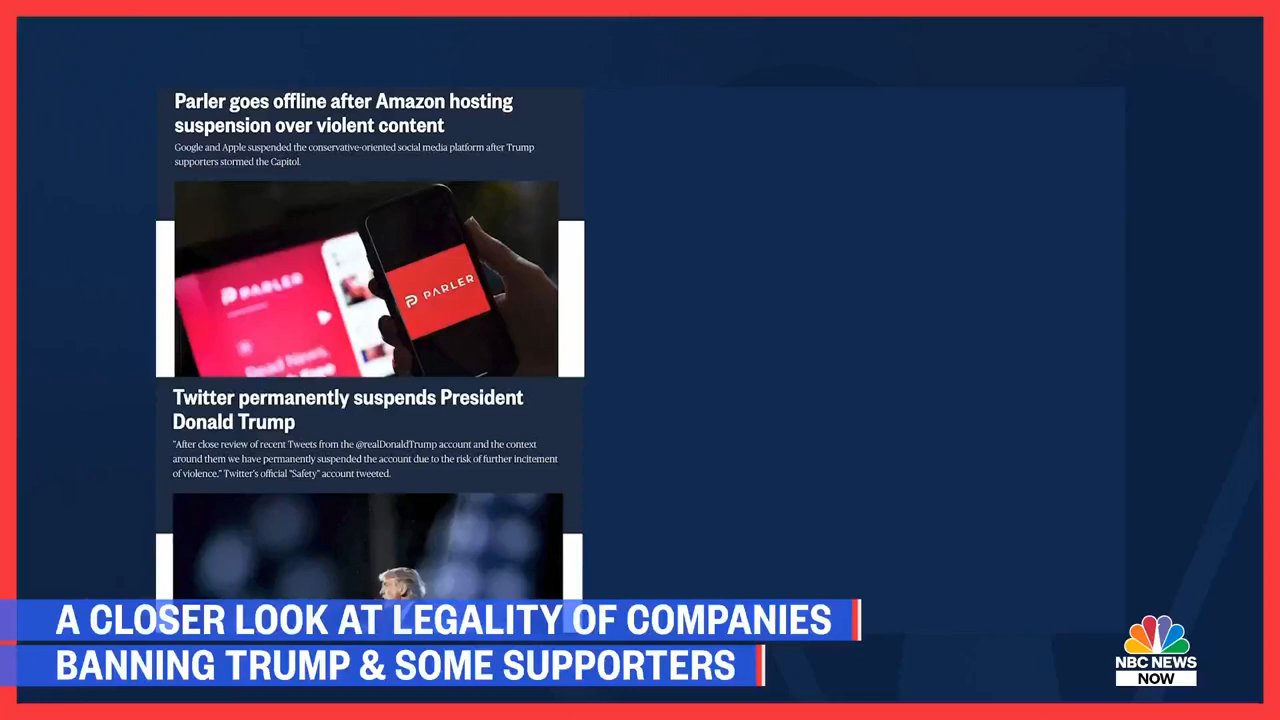 Parler goes offline after Amazon hosting
suspension over violent content
Google and Apple suspended the conservative-oriented social media platform after Trump
supporters stormed the Capitol.
PARLER
PARLER
Read News,
Twitter permanently suspends President
Donald Trump
"After close review of recent Tweets from the @realDonaldTrump account and the context
around them we have permanently suspended the account due to the risk of further incitement
of violence," Twitter's official "Safety" account tweeted.
A CLOSER LOOK AT LEGALITY OF COMPANIES
BANNING TRUMP & SOME SUPPORTERS
NBC NEWS
NOW